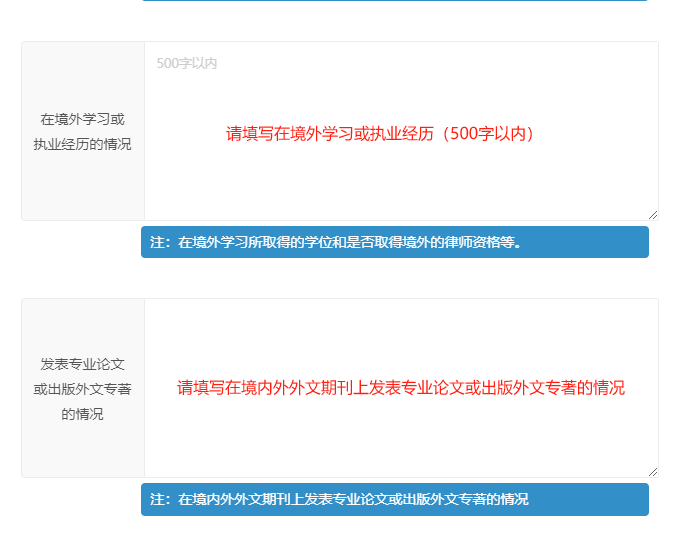 500字以内
在境外学习或
执业经历的情况
请填写在境外学习或执业经历（500字以内）
注：在境外学习所取得的学位和是否取得境外的律师资格等。
发表专业论文
或出版外文专著
的情况
请填写在境内外外文期刊上发表专业论文或出版外文专著的情况
注：在境内外外文期刊上发表专业论文或出版外文专著的情况